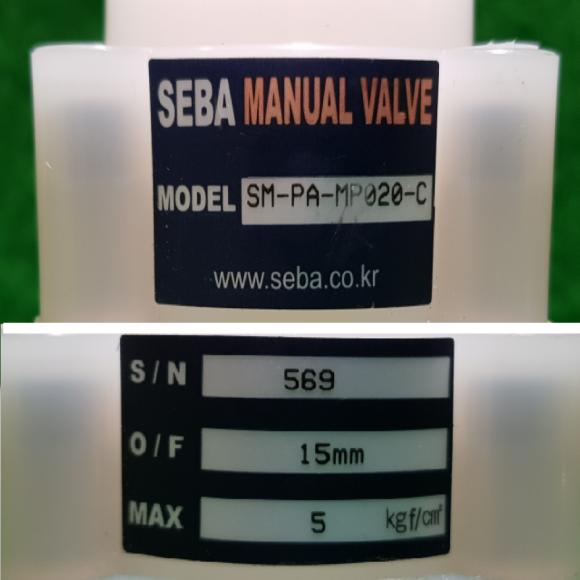 SEBA MANUAL VALVE
MODEL SM-PA-MP020-C
www.seba.co.kr
S/N 569
O/F 15mm
MAX 5 kgf/cm²